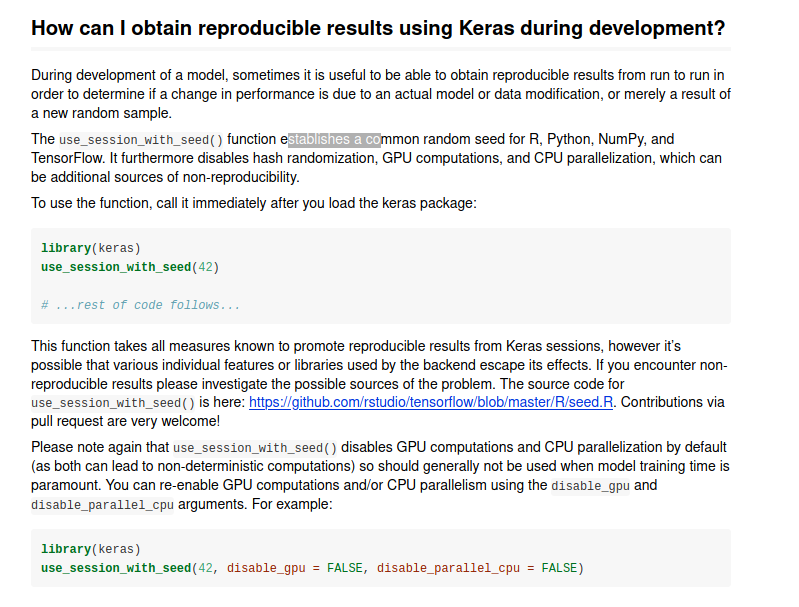 How can I obtain reproducible results using Keras during development?
During development of a model, sometimes it is useful to be able to obtain reproducible results from run to run in
order to determine if a change in performance is due to an actual model or data modification, or merely a result of
a new random sample.
The use_session_with_seed() function establishes a common random seed for R, Python, NumPy, and
TensorFlow. It furthermore disables hash randomization, GPU computations, and CPU parallelization, which can
be additional sources of non-reproducibility.
To use the function, call it immediately after you load the keras package:
library(keras)
use_session_with_seed(42)
# ...rest of code follows...
This function takes all measures known to promote reproducible results from Keras sessions, however it’s
possible that various individual features or libraries used by the backend escape its effects. If you encounter non-
reproducible results please investigate the possible sources of the problem. The source code for
use_session_with_seed() is here: https://github.com/rstudio/tensorflow/blob/master/R/seed.R. Contributions via
pull request are very welcome!
Please note again that use_session_with_seed() disables GPU computations and CPU parallelization by default
(as both can lead to non-deterministic computations) so should generally not be used when model training time is
paramount. You can re-enable GPU computations and/or CPU parallelism using the disable_gpu and
disable_parallel_cpu arguments. For example:
library(keras)
use_session_with_seed(42, disable_gpu = FALSE, disable_parallel_cpu = FALSE)